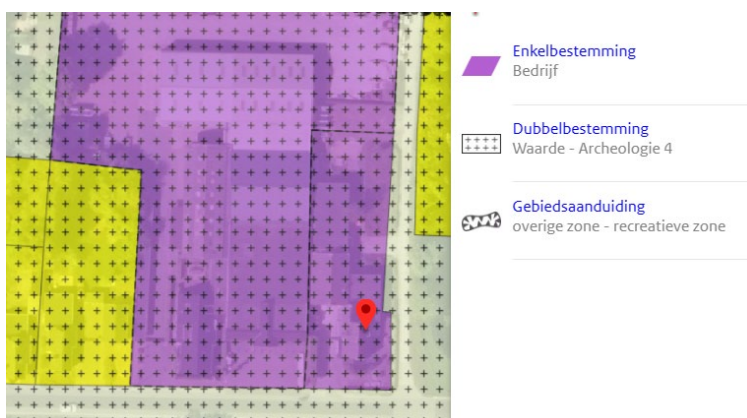 Enkelbestemming
Bedrijf
Dubbelbestemming
Waarde - Archeologie 4
Gebiedsaanduiding
overige zone - recreatieve zone